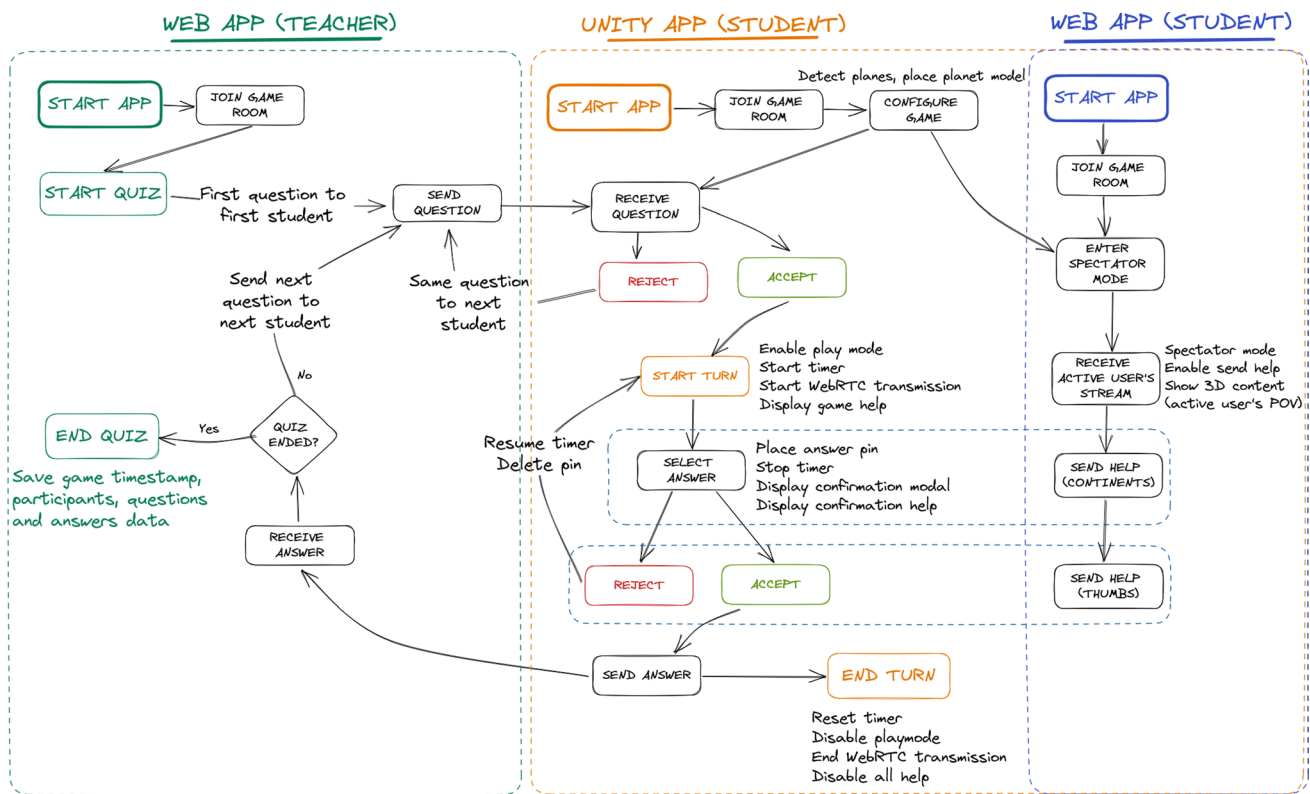 WEB APP (TEACHER)
START APP
JOIN GAME
ROOM
START QUIZ
First question to
first student
SEND
QUESTION
Send next
question to
next student
Same question
to next
student
No
QUIZ
ENDED?
Yes
END QUIZ
Save game timestamp,
participants, questions
and answers data
RECEIVE
ANSWER
UNITY APP (STUDENT)
START APP
JOIN GAME
ROOM
Detect planes, place planet model
CONFIGURE
GAME
RECEIVE
QUESTION
REJECT
ACCEPT
START TURN
Enable play mode
Start timer
Start WebRTC transmission
Display game help
Resume timer
Delete pin
SELECT
ANSWER
Place answer pin
Stop timer
Display confirmation modal
Display confirmation help
REJECT
ACCEPT
SEND ANSWER
END TURN
Reset timer
Disable playmode
End WebRTC transmission
Disable all help
WEB APP (STUDENT)
START APP
JOIN GAME
ROOM
ENTER
SPECTATOR
MODE
RECEIVE
ACTIVE USER'S
STREAM
Spectator mode
Enable send help
Show 3D content
(active user's POV)
SEND HELP
(CONTINENTS)
SEND HELP
(THUMBS)